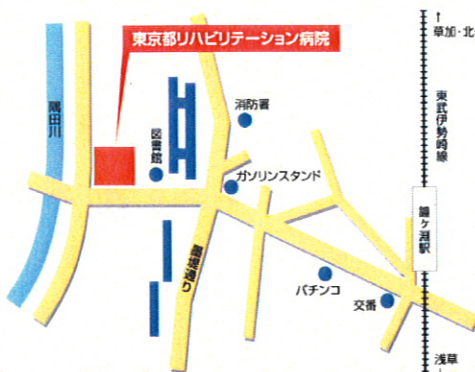 東京都リハビリテーション病院
↑
草加・北
東武伊勢崎線
消防署
隅田川
図書館
ガソリンスタンド
鐘ヶ淵駅
墨堤通り
パチンコ
交番
浅草